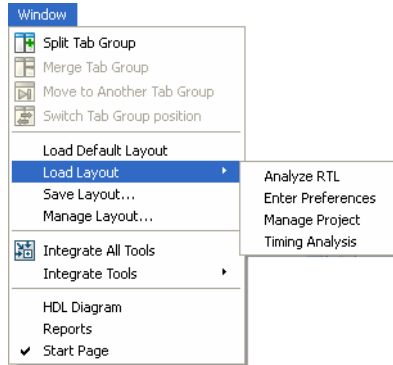 Window
Split Tab Group
Merge Tab Group
Move to Another Tab Group
Switch Tab Group position
Load Default Layout
Load Layout
Save Layout...
Manage Layout...
Analyze RTL
Enter Preferences
Manage Project
Timing Analysis
Integrate All Tools
Integrate Tools
HDL Diagram
Reports
Start Page